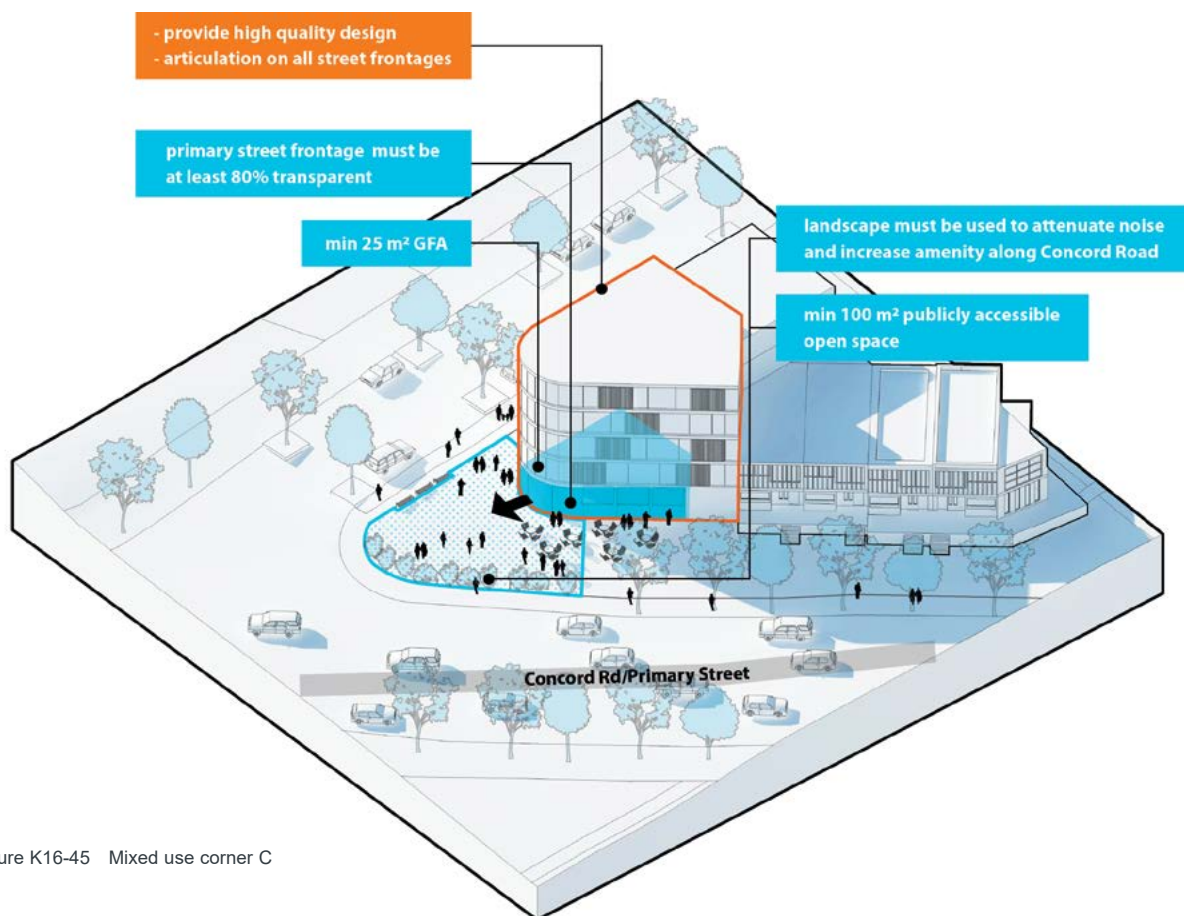 - provide high quality design
- articulation on all street frontages
primary street frontage must be
at least 80% transparent
min 25 m² GFA
landscape must be used to attenuate noise
and increase amenity along Concord Road
min 100 m² publicly accessible
open space
Concord Rd/Primary Street
ure K16-45 Mixed use corner C